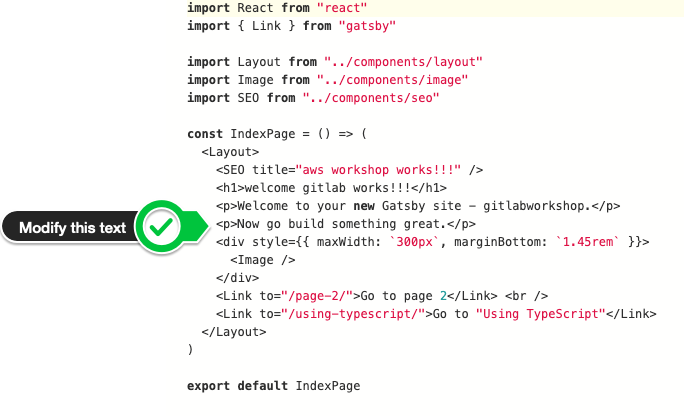 import React from "react"
import { Link } from "gatsby"
import Layout from "../components/layout"
import Image from "../components/image"
import SEO from "../components/seo"
const IndexPage = () => (
<Layout>
<SEO title="aws workshop works!!!" />
<h1>welcome gitlab works!!!</h1>
<p>Welcome to your new Gatsby site - gitlabworkshop.</p>
Modify this text
<p>Now go build something great.</p>
<div style={{ maxWidth: `300px`, marginBottom: `1.45rem` }}>
<Image />
</div>
<Link to="/page-2/">Go to page 2</Link> <br />
<Link to="/using-typescript/">Go to "Using TypeScript"</Link>
</Layout>
)
export default IndexPage